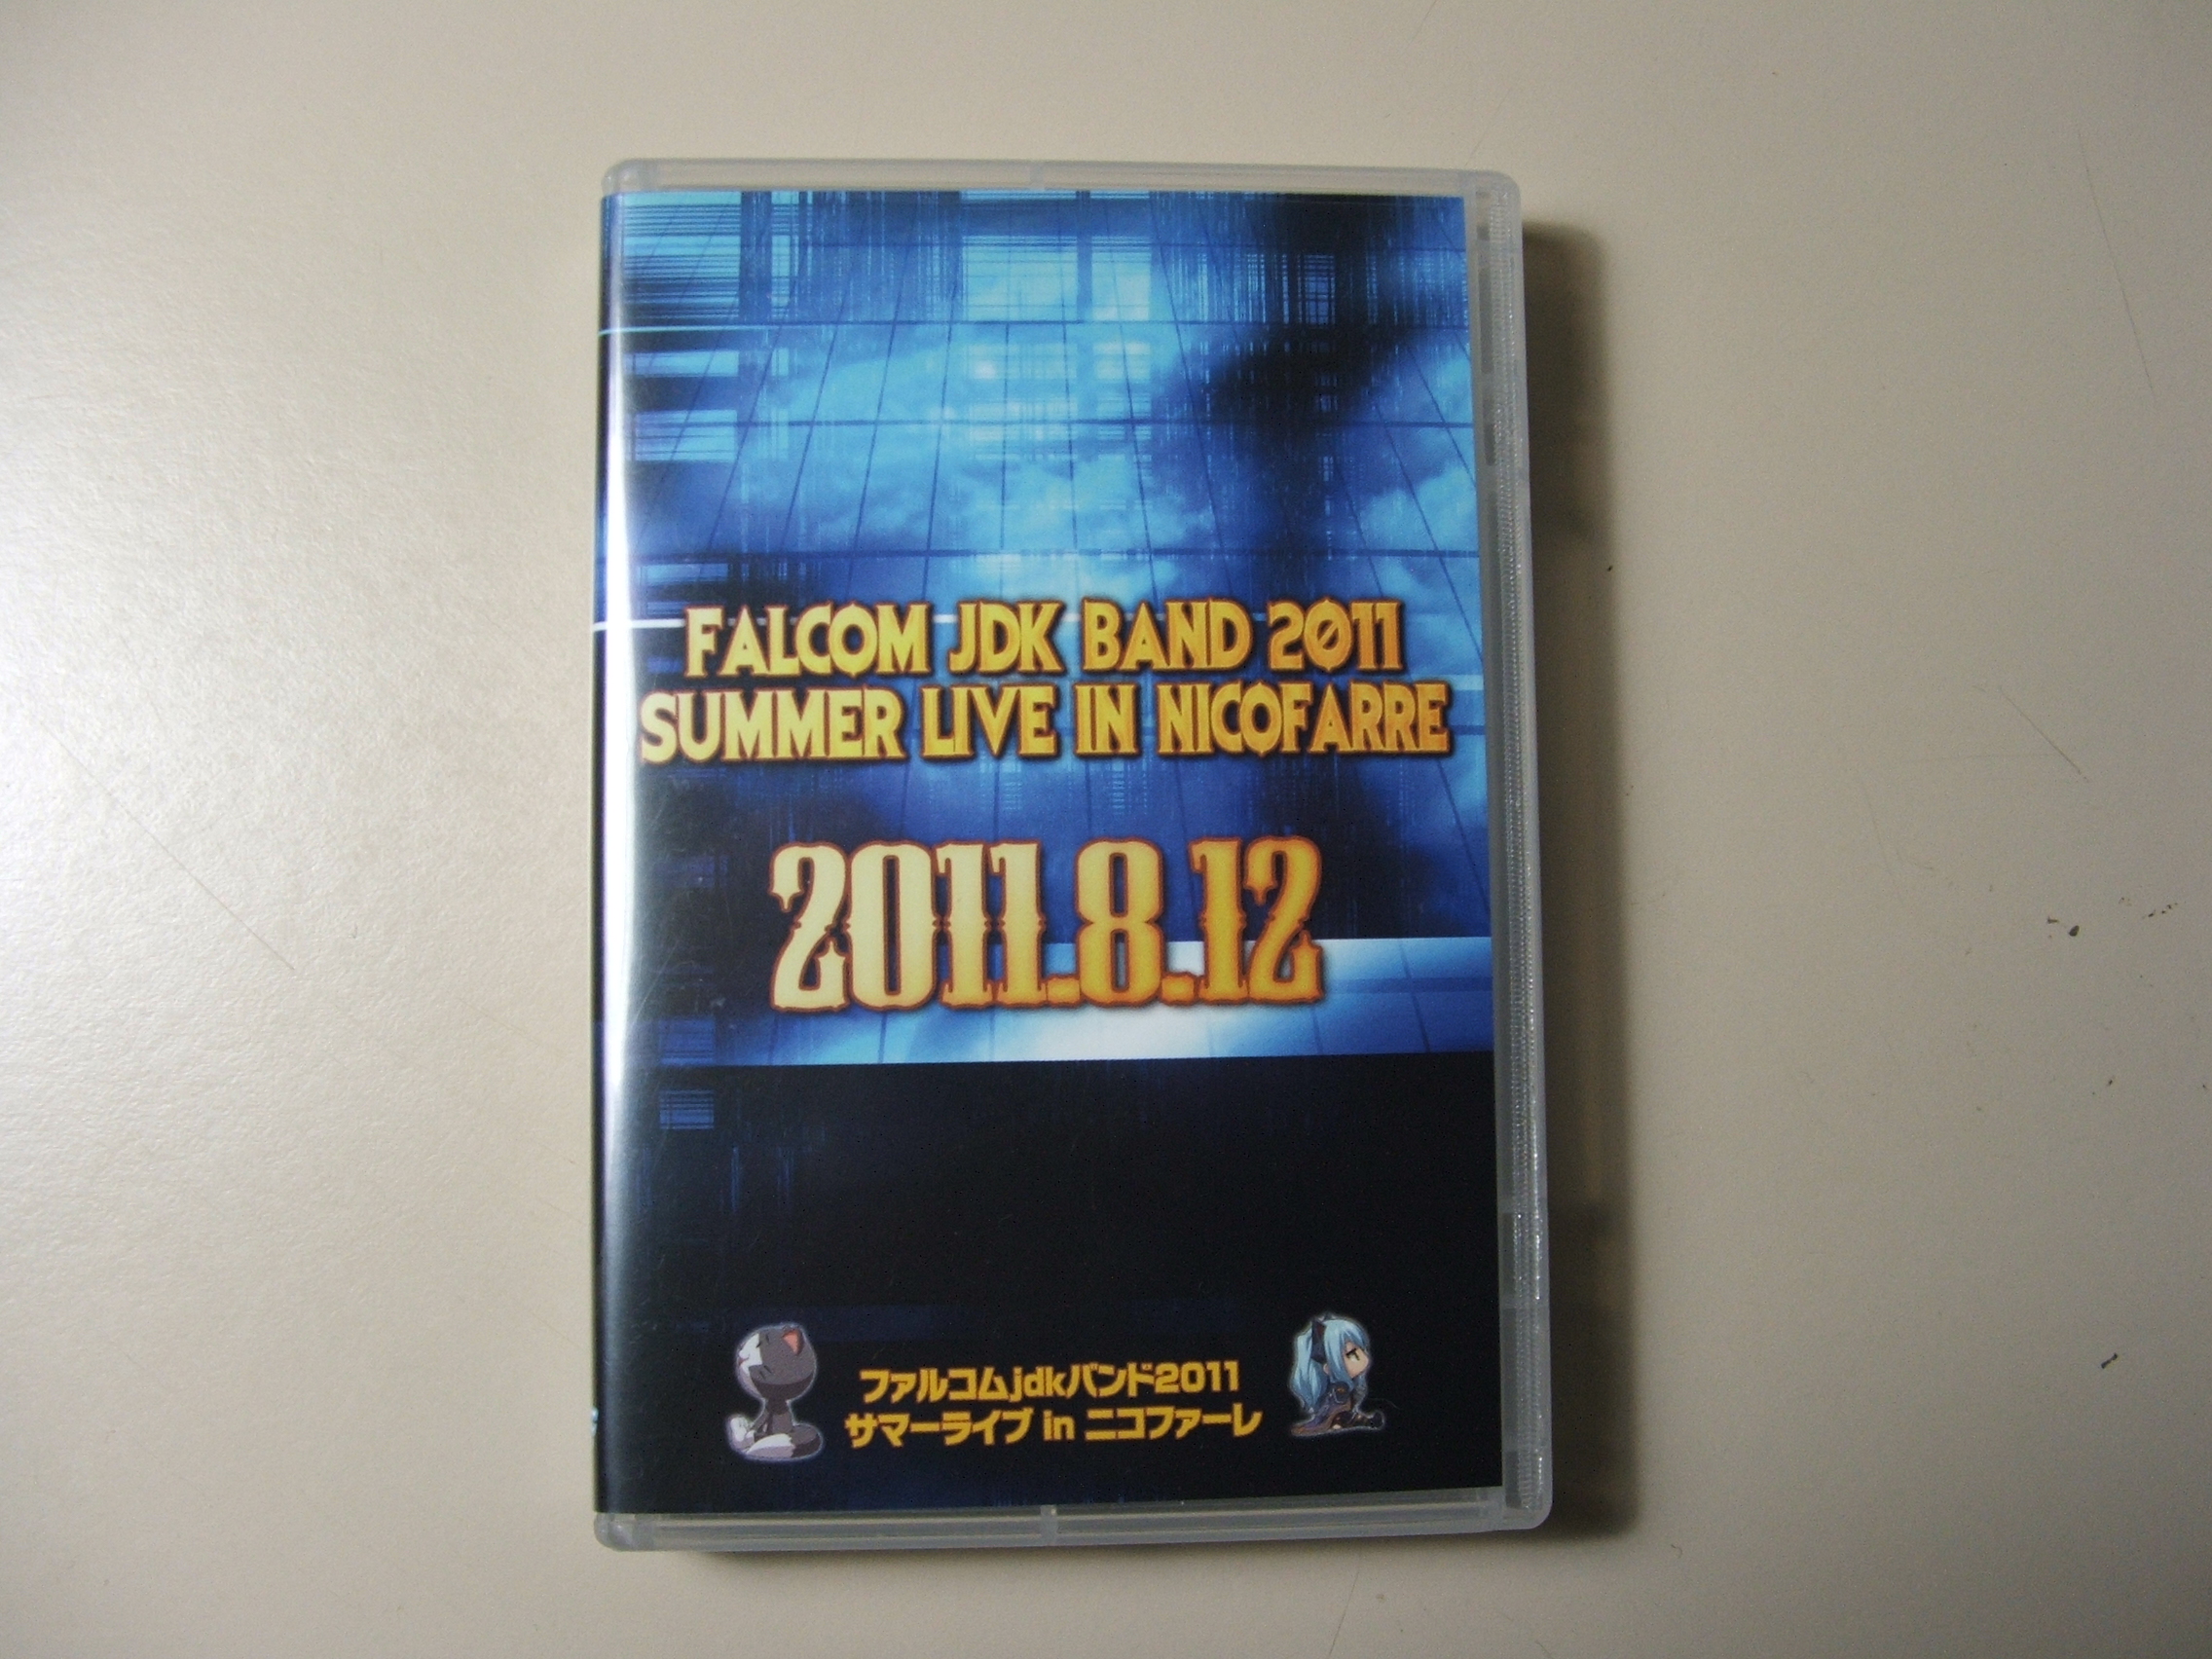 FALCOM JDK BAND 2011
SUMMER LIVE IN NICOFARRE
2011.8.12
ファルコムjdkバンド2011
サマーライブ in ニコファーレ